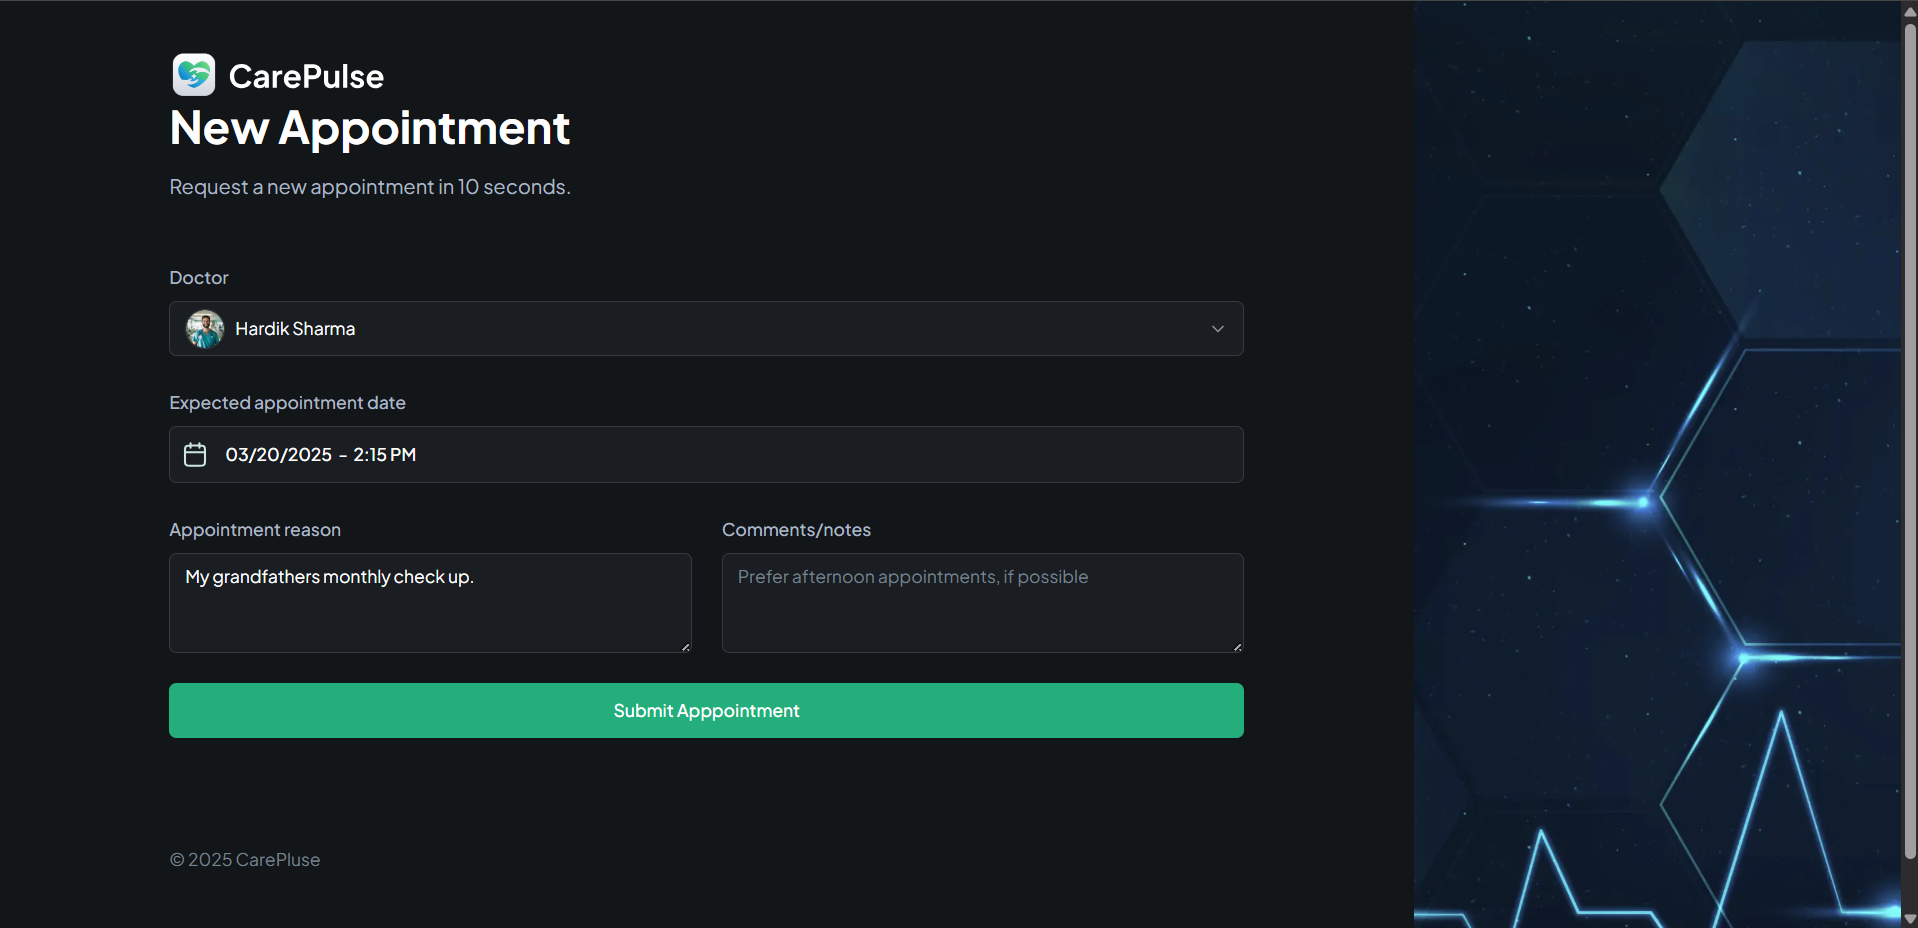 CarePulse
New Appointment
Request a new appointment in 10 seconds.
Doctor
Hardik Sharma
Expected appointment date
03/20/2025 - 2:15 PM
Appointment reason
My grandfathers monthly check up.
Comments/notes
Prefer afternoon appointments, if possible
Submit Apppointment
© 2025 CarePluse